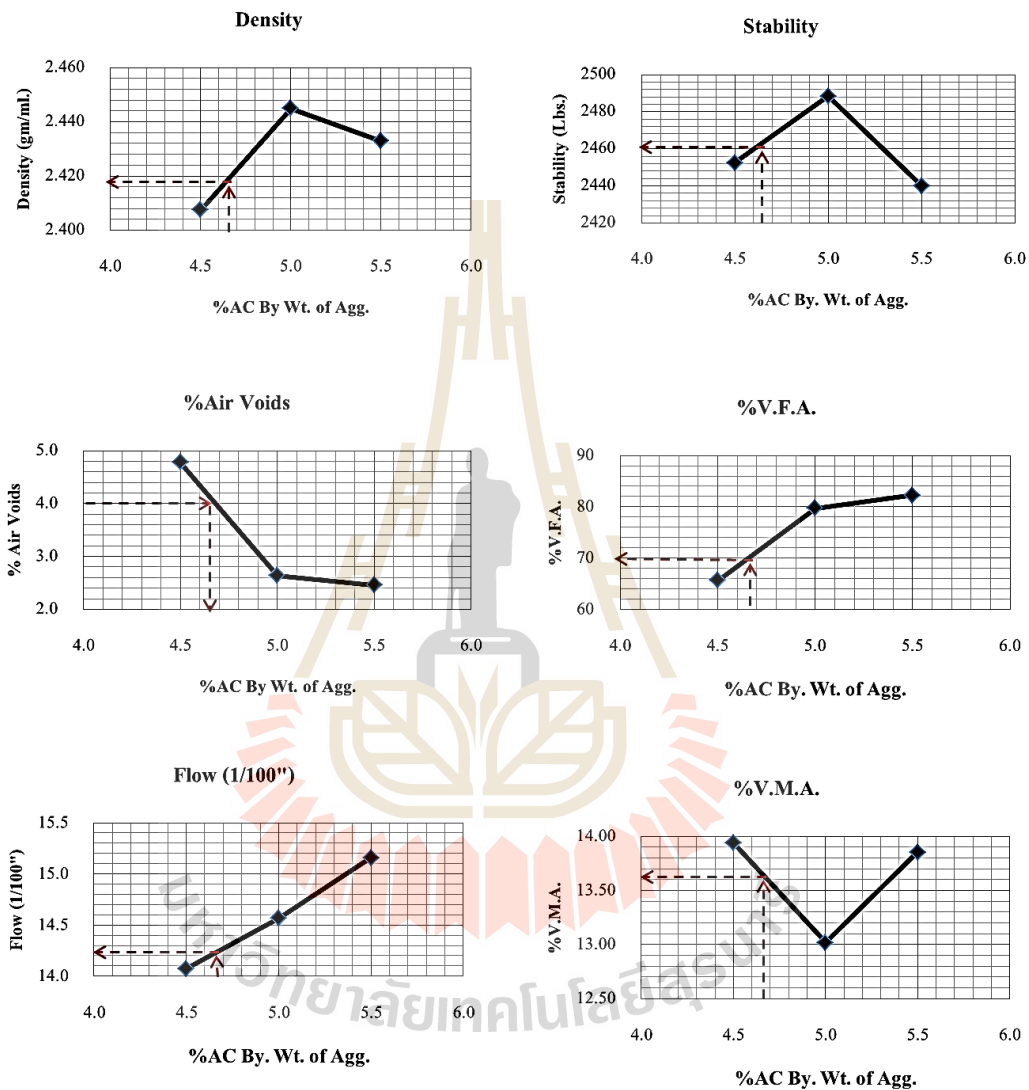 Density
Density (gm/ml.)
2.460
2.440
2.420
2.400
4.0 4.5 5.0 5.5 6.0
%AC By Wt. of Agg.
Stability
Stability (Lbs.)
2500
2480
2460
2440
2420
4.0 4.5 5.0 5.5 6.0
%AC By. Wt. of Agg.
%Air Voids
% Air Voids
5.0
4.0
3.0
2.0
4.0 4.5 5.0 5.5 6.0
%AC By Wt. of Agg.
%V.F.A.
%V.F.A.
90
80
70
60
4.0 4.5 5.0 5.5 6.0
%AC By. Wt. of Agg.
Flow (1/100")
Flow (1/100")
15.5
15.0
14.5
14.0
4.0 4.5 5.0 5.5 6.0
%AC By. Wt. of Agg.
%V.M.A.
%V.M.A.
14.00
13.50
13.00
12.50
4.0 4.5 5.0 5.5 6.0
%AC By. Wt. of Agg.
มหาวิทยาลัยเทคโนโลยีสุรนารี